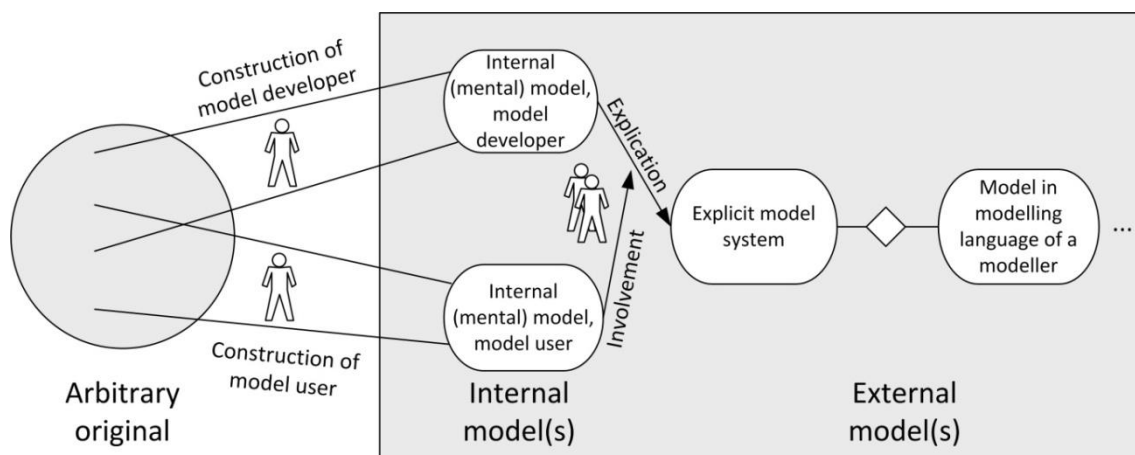 Construction of
model developer
Internal
(mental) model,
model
developer
Explication
Explicit model
system
Model in
modelling
language of a
modeller
...
Involvement
Internal
(mental) model,
model user
Construction of
model user
Arbitrary
original
Internal
model(s)
External
model(s)